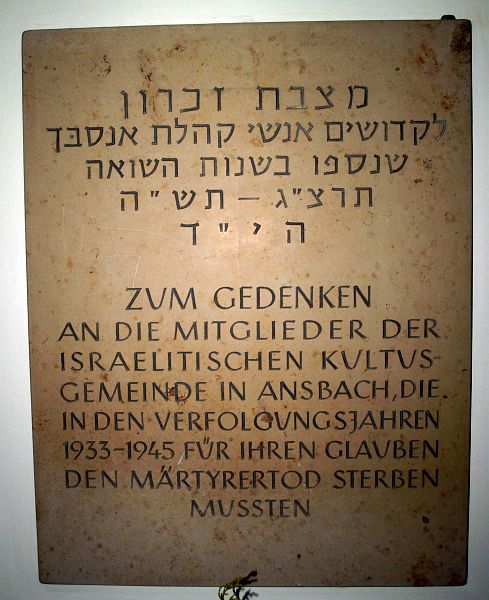 מצבת זכרון
לקדושים אנשי קהלת אנסבך
שנספו בשנות השואה
תרצ"ג – תש"ה
הי"ד
ZUM GEDENKEN
AN DIE MITGLIEDER DER
ISRAELITISCHEN KULTUS-
GEMEINDE IN ANSBACH, DIE
IN DEN VERFOLGUNGSJAHREN
1933–1945 FÜR IHREN GLAUBEN
DEN MÄRTYRERTOD STERBEN
MUSSTEN